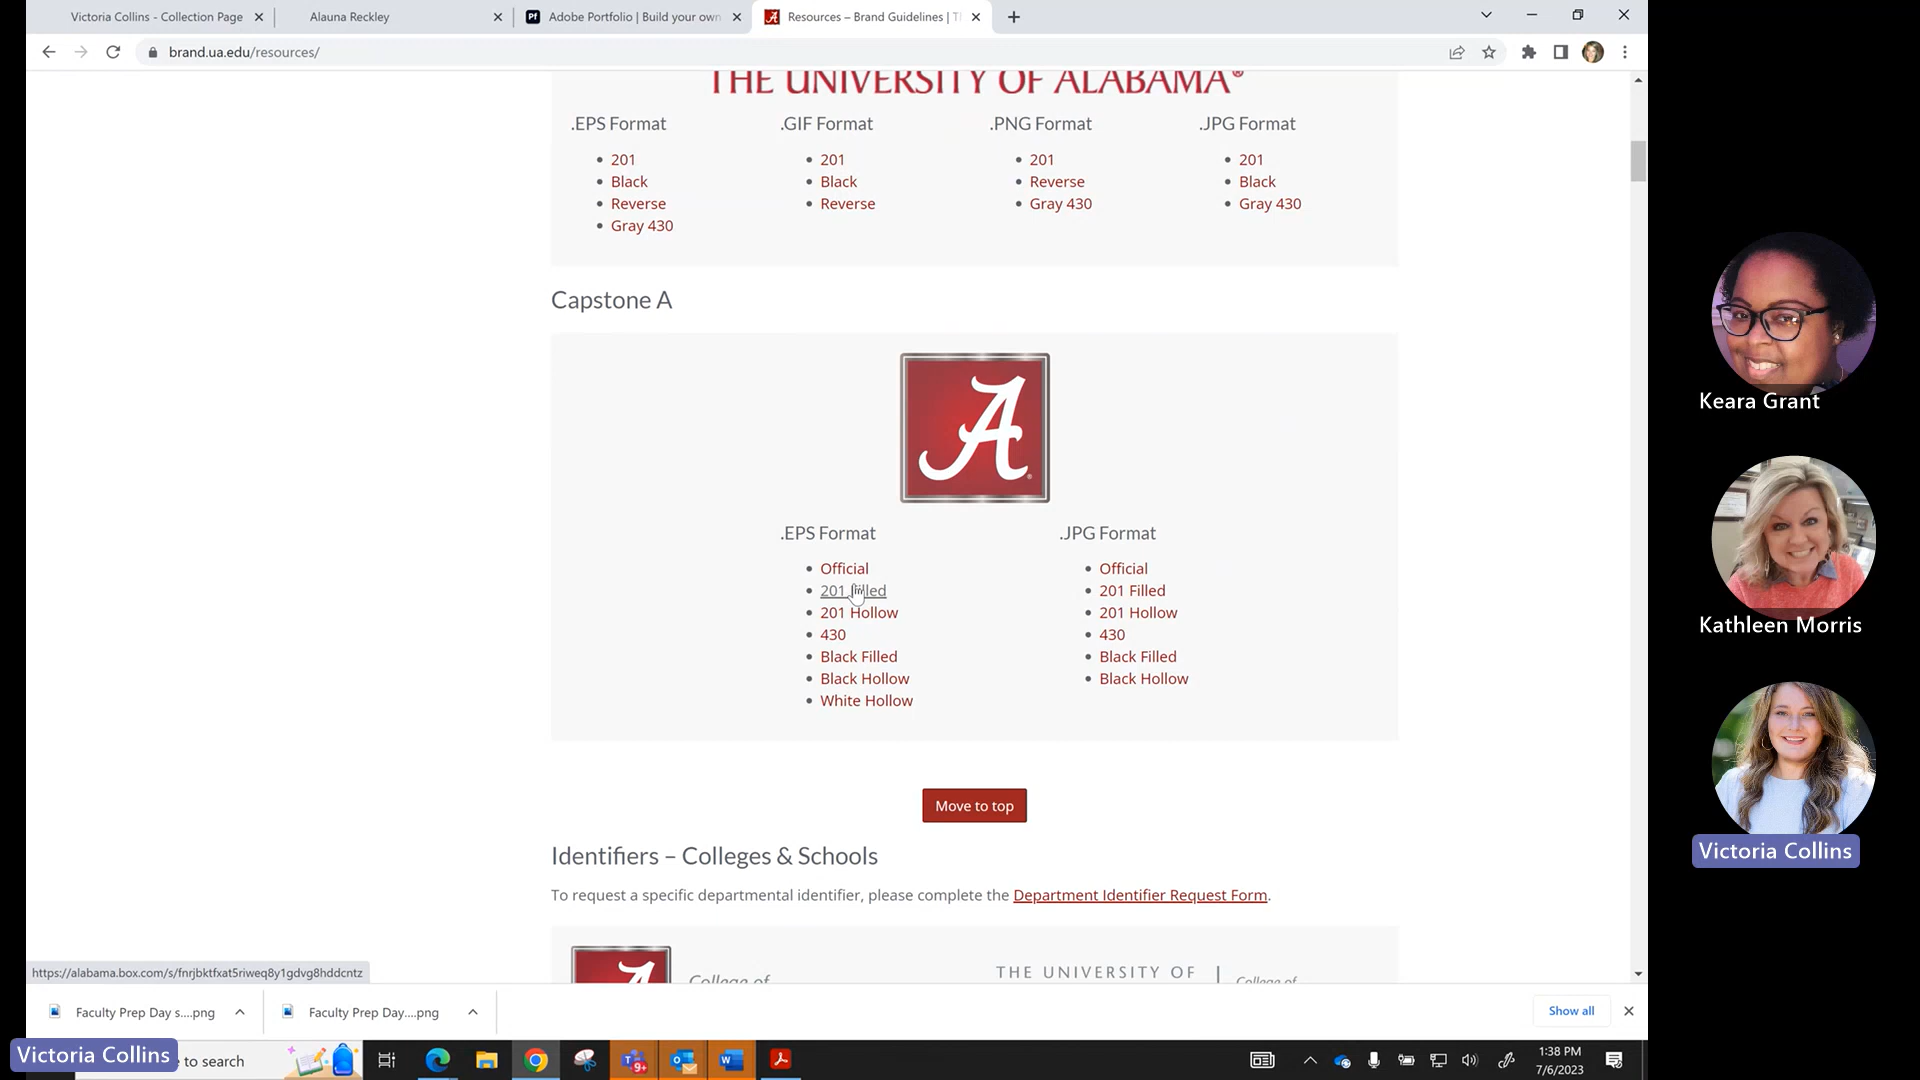 Victoria Collins - Collection Page
Alauna Reckley
Adobe Portfolio | Build your own
Resources – Brand Guidelines | T
brand.ua.edu/resources/
THE UNIVERSITY OF ALABAMA®
.EPS Format
201
Black
Reverse
Gray 430
.GIF Format
201
Black
Reverse
.PNG Format
201
Reverse
Gray 430
.JPG Format
201
Black
Gray 430
Capstone A
A
.EPS Format
Official
201 Filled
201 Hollow
430
Black Filled
Black Hollow
White Hollow
.JPG Format
Official
201 Filled
201 Hollow
430
Black Filled
Black Hollow
Move to top
Identifiers – Colleges & Schools
To request a specific departmental identifier, please complete the Department Identifier Request Form.
College of
THE UNIVERSITY OF
College of
https://alabama.box.com/s/fnrjbktfxat5riweq8y1gdvg8hddcntz
Faculty Prep Day s....png
Faculty Prep Day....png
Show all
Victoria Collins
e to search
9+
1:38 PM
7/6/2023
Keara Grant
Kathleen Morris
Victoria Collins